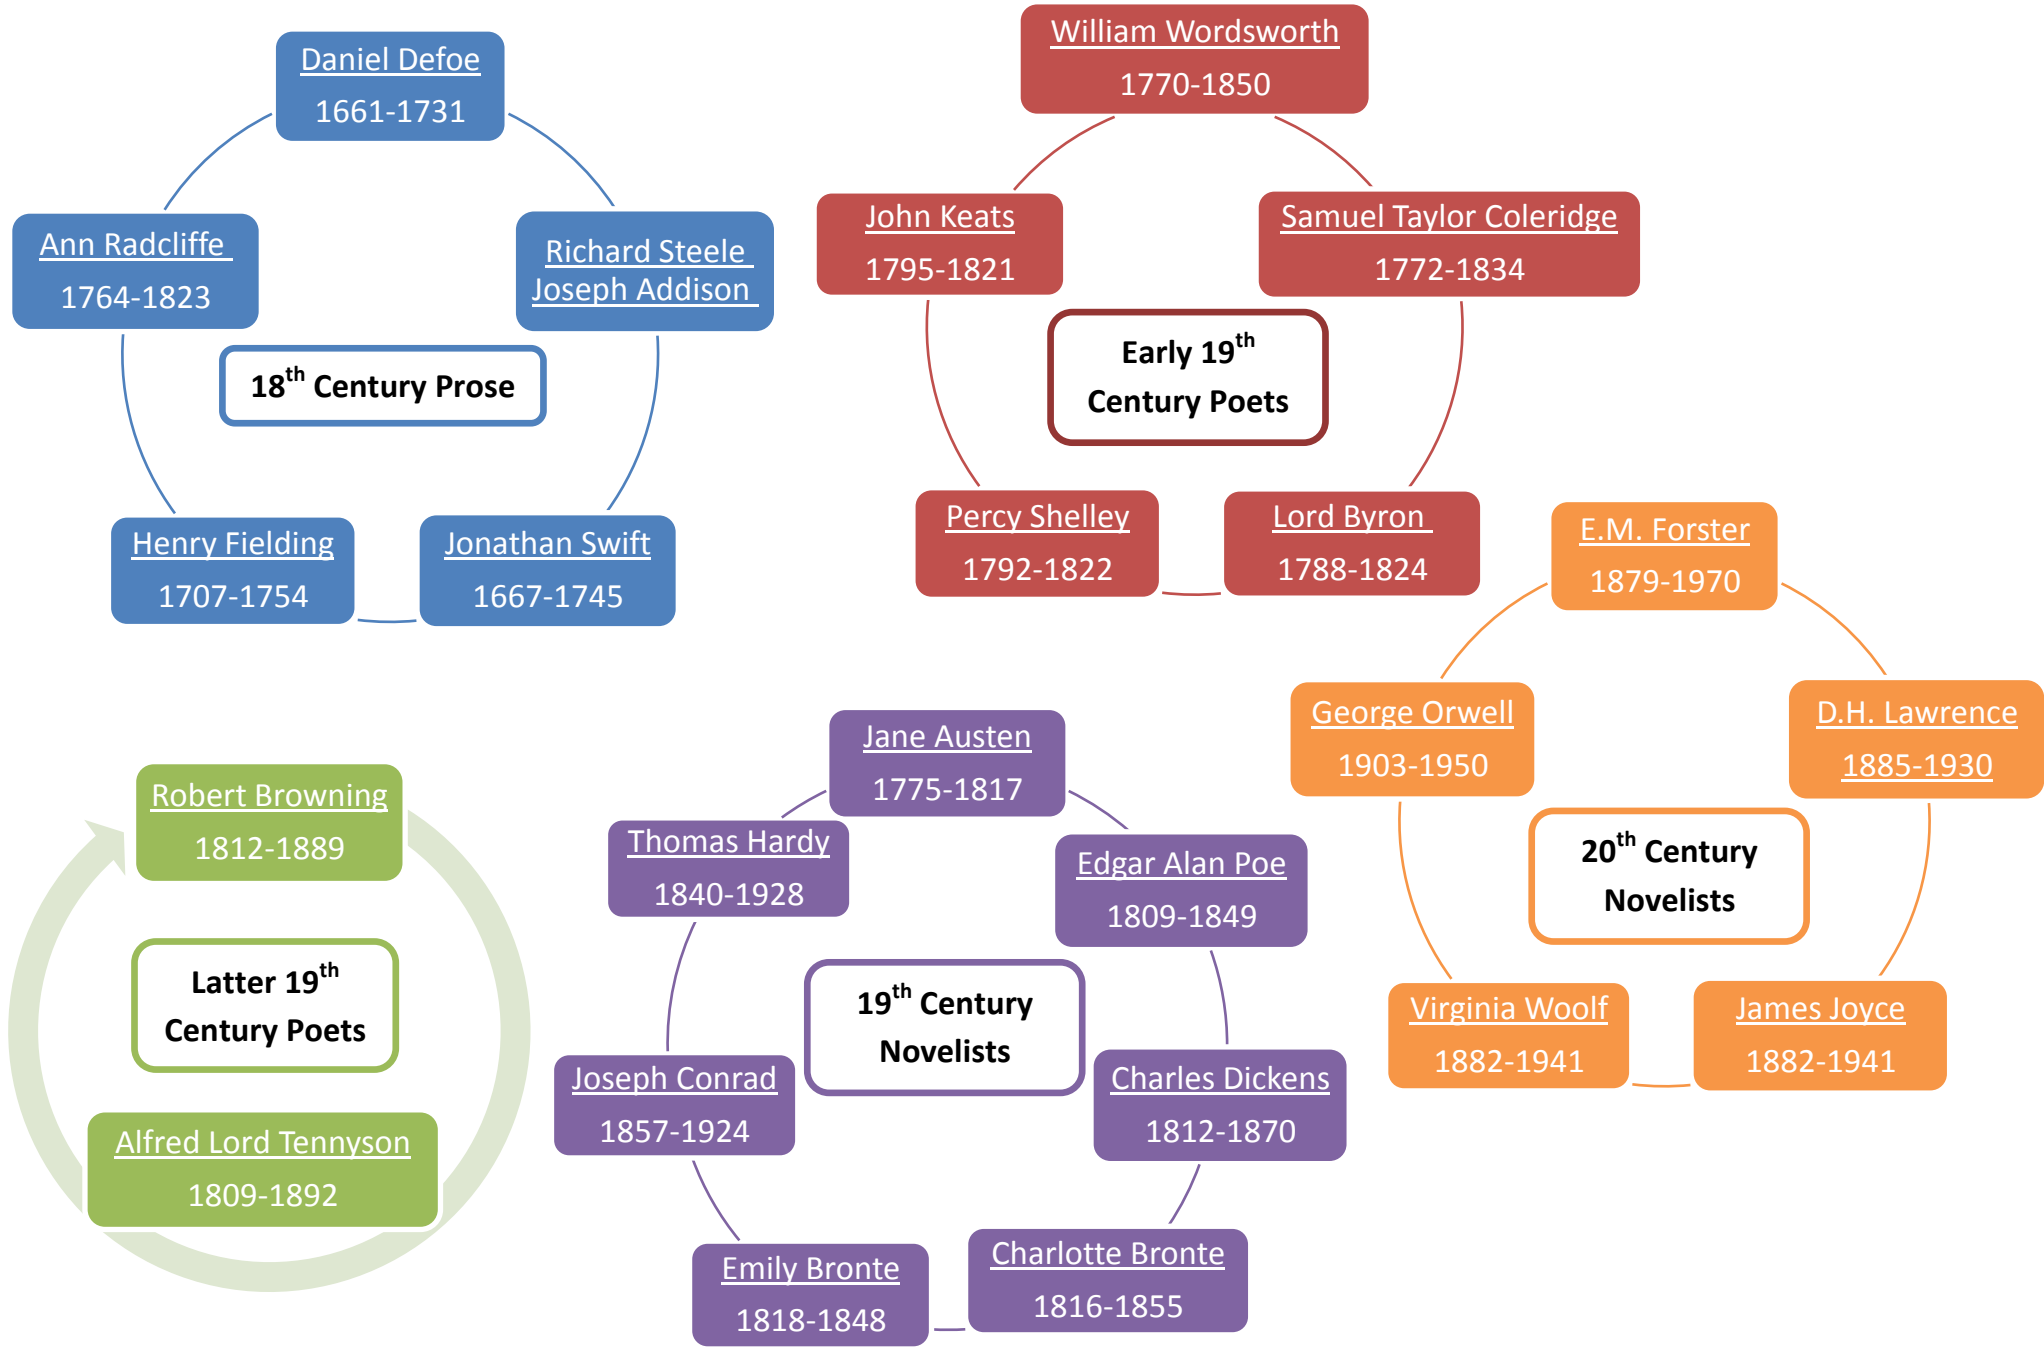 Daniel Defoe
1661-1731
Ann Radcliffe
1764-1823
Richard Steele
Joseph Addison
18th Century Prose
Henry Fielding
1707-1754
Jonathan Swift
1667-1745
William Wordsworth
1770-1850
John Keats
1795-1821
Samuel Taylor Coleridge
1772-1834
Early 19th
Century Poets
Percy Shelley
1792-1822
Lord Byron
1788-1824
E.M. Forster
1879-1970
George Orwell
1903-1950
D.H. Lawrence
1885-1930
20th Century
Novelists
Virginia Woolf
1882-1941
James Joyce
1882-1941
Robert Browning
1812-1889
Latter 19th
Century Poets
Alfred Lord Tennyson
1809-1892
Jane Austen
1775-1817
Thomas Hardy
1840-1928
Edgar Alan Poe
1809-1849
19th Century
Novelists
Joseph Conrad
1857-1924
Charles Dickens
1812-1870
Emily Bronte
1818-1848
Charlotte Bronte
1816-1855